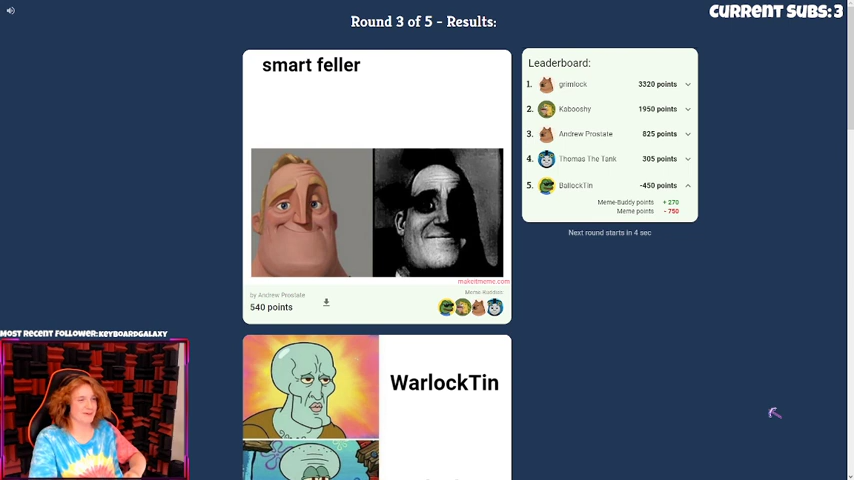 CURRENT SUBS: 3
Round 3 of 5 - Results:
smart feller
makeitmeme.com
by Andrew Prostate
540 points
Meme-Buddies:
WarlockTin
Leaderboard:
1. grimlock 3320 points
2. Kabooshy 1950 points
3. Andrew Prostate 825 points
4. Thomas The Tank 305 points
5. BallockTin -450 points
Meme-Buddy points + 270
Meme points - 750
Next round starts in 4 sec
MOST RECENT FOLLOWER:KEYBOARDGALAXY